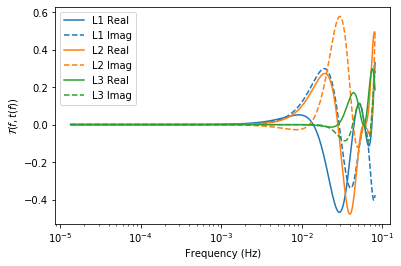 0.6
0.4
0.2
0.0
−0.2
−0.4
𝒯(f, t(f))
L1 Real
L1 Imag
L2 Real
L2 Imag
L3 Real
L3 Imag
10⁻⁵
10⁻⁴
10⁻³
10⁻²
10⁻¹
Frequency (Hz)